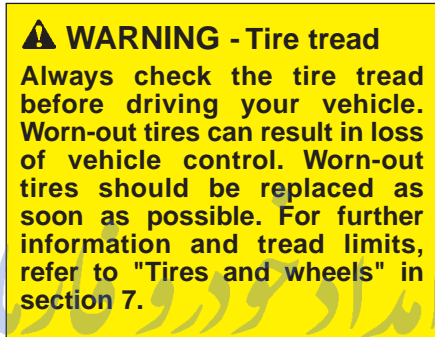 WARNING - Tire tread
Always check the tire tread
before driving your vehicle.
Worn-out tires can result in loss
of vehicle control. Worn-out
tires should be replaced as
soon as possible. For further
information and tread limits,
refer to "Tires and wheels" in
section 7.